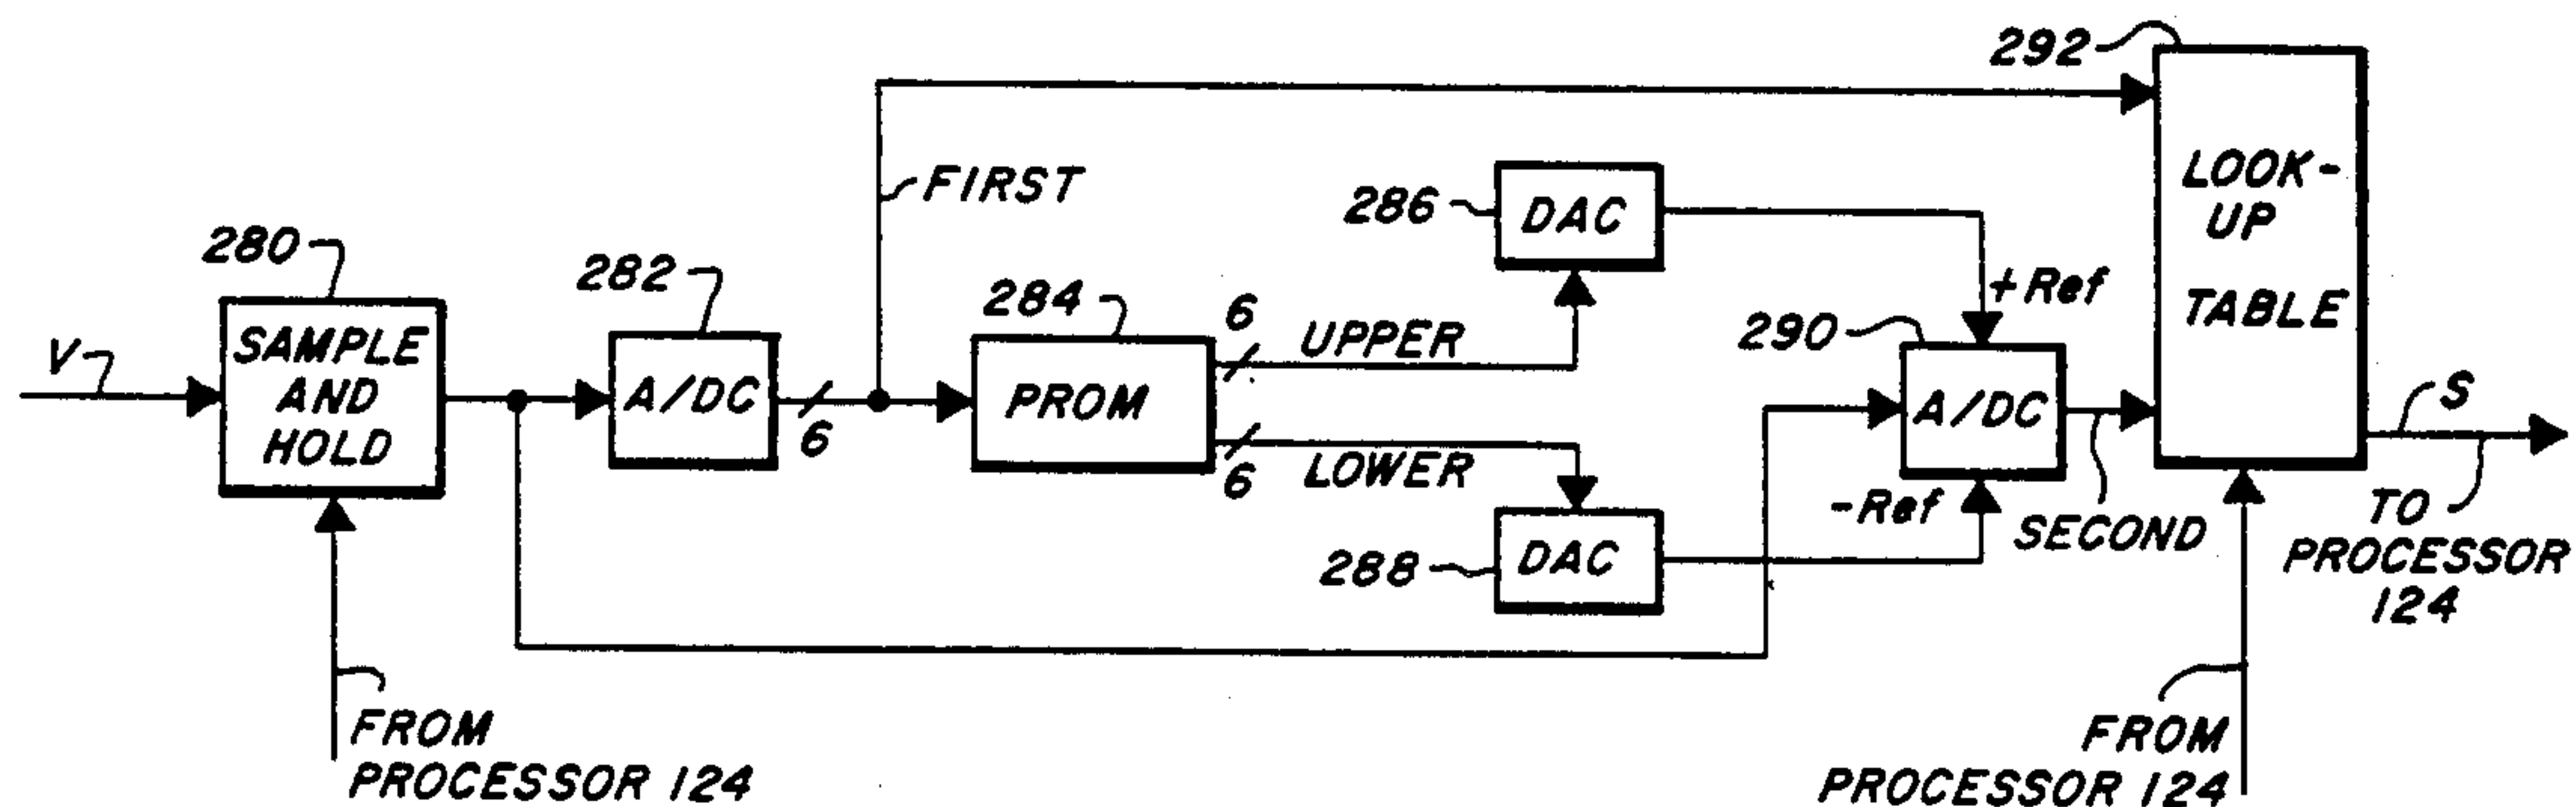 292
LOOK-
UP
TABLE
FIRST
286
DAC
280
282
284
6
UPPER
+Ref
290
V
SAMPLE
AND
HOLD
A/DC
6
PROM
A/DC
S
6
LOWER
-Ref
SECOND
TO
PROCESSOR
124
288
DAC
FROM
PROCESSOR 124
FROM
PROCESSOR 124